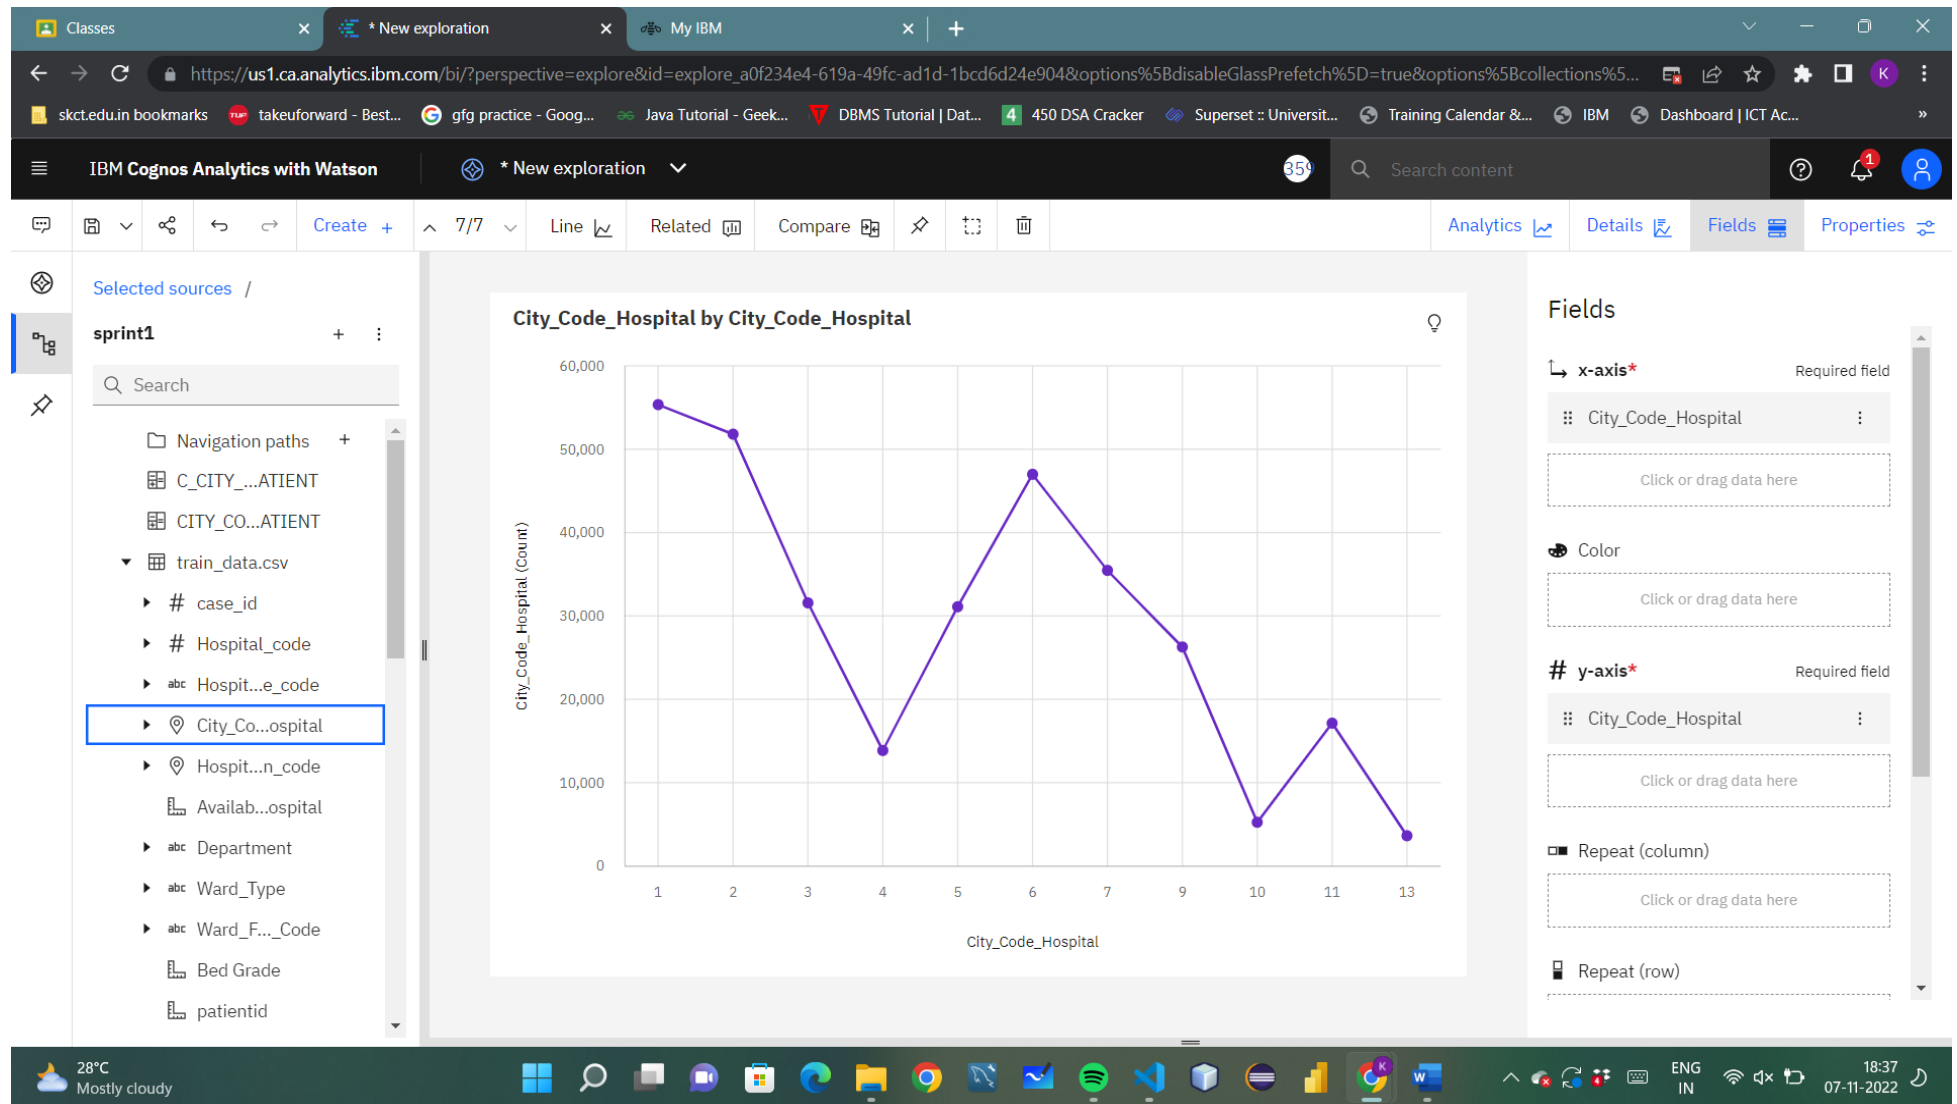 Classes
* New exploration
My IBM
https://us1.ca.analytics.ibm.com/bi/?perspective=explore&id=explore_a0f234e4-619a-49fc-ad1d-1bcd6d24e904&options%5BdisableGlassPrefetch%5D=true&options%5Bcollections%5...
K
skct.edu.in bookmarks
takeuforward - Best...
gfg practice - Goog...
Java Tutorial - Geek...
DBMS Tutorial | Dat...
4
450 DSA Cracker
Superset :: Universit...
Training Calendar &...
IBM
Dashboard | ICT Ac...
»
IBM Cognos Analytics with Watson
* New exploration
359
Search content
1
Create +
7/7
Line
Related
Compare
Analytics
Details
Fields
Properties
Selected sources /
sprint1
Search
Navigation paths +
C_CITY_...ATIENT
CITY_CO...ATIENT
train_data.csv
# case_id
# Hospital_code
abc Hospit...e_code
City_Co...ospital
Hospit...n_code
Availab...ospital
abc Department
abc Ward_Type
abc Ward_F..._Code
Bed Grade
patientid
City_Code_Hospital by City_Code_Hospital
City_Code_Hospital (Count)
60,000
50,000
40,000
30,000
20,000
10,000
0
1 2 3 4 5 6 7 9 10 11 13
City_Code_Hospital
Fields
x-axis* Required field
City_Code_Hospital
Click or drag data here
Color
Click or drag data here
# y-axis* Required field
City_Code_Hospital
Click or drag data here
Repeat (column)
Click or drag data here
Repeat (row)
28°C
Mostly cloudy
K
ENG
IN
18:37
07-11-2022